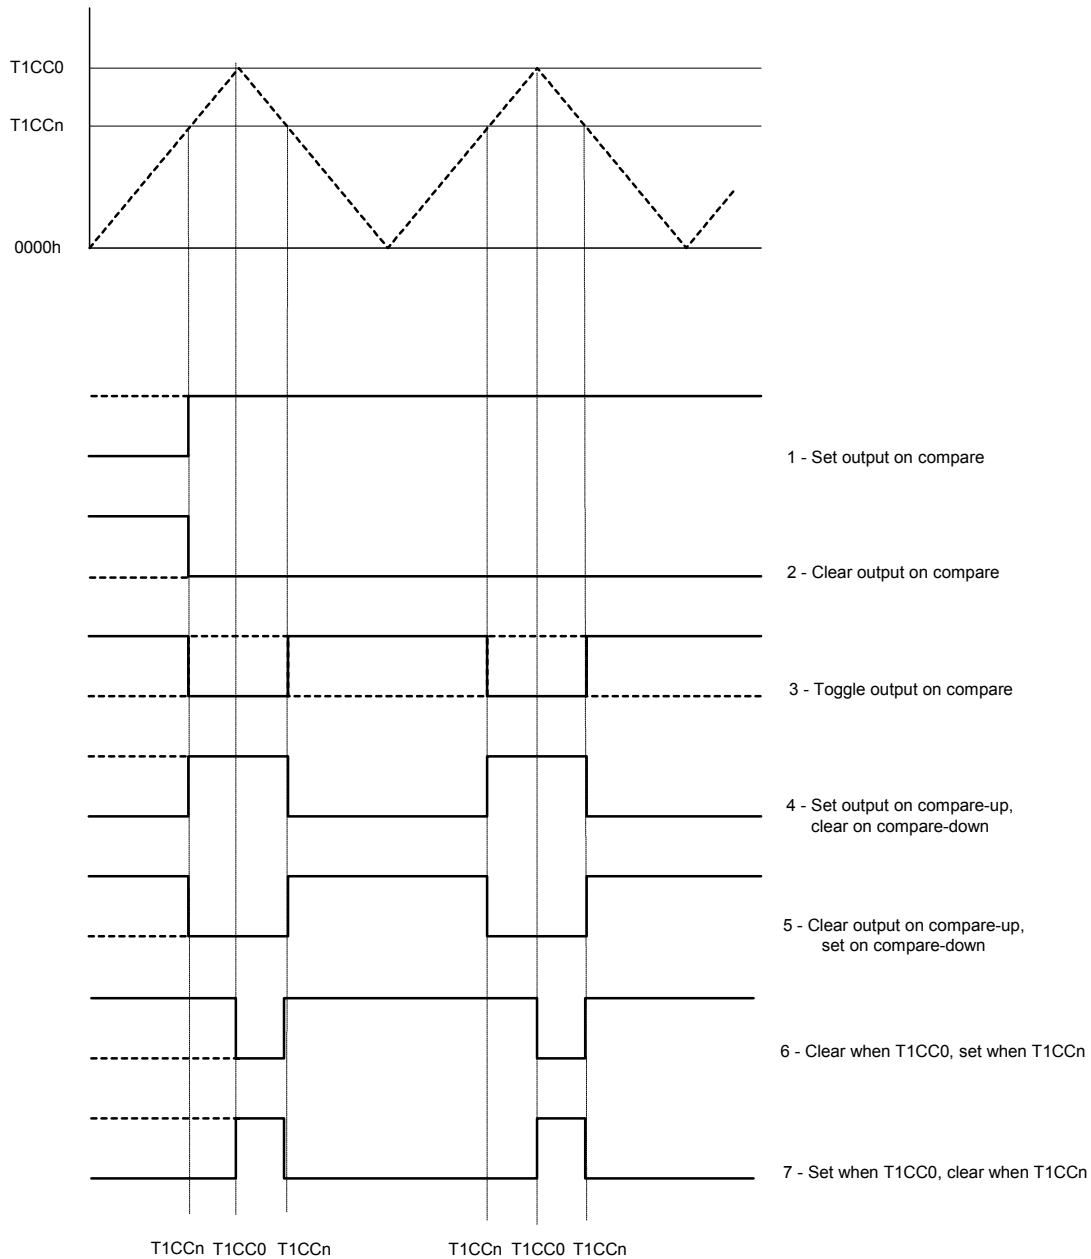 T1CC0
T1CCn
0000h
1 - Set output on compare
2 - Clear output on compare
3 - Toggle output on compare
4 - Set output on compare-up,
clear on compare-down
5 - Clear output on compare-up,
set on compare-down
6 - Clear when T1CC0, set when T1CCn
7 - Set when T1CC0, clear when T1CCn
T1CCn T1CC0 T1CCn T1CCn T1CC0 T1CCn